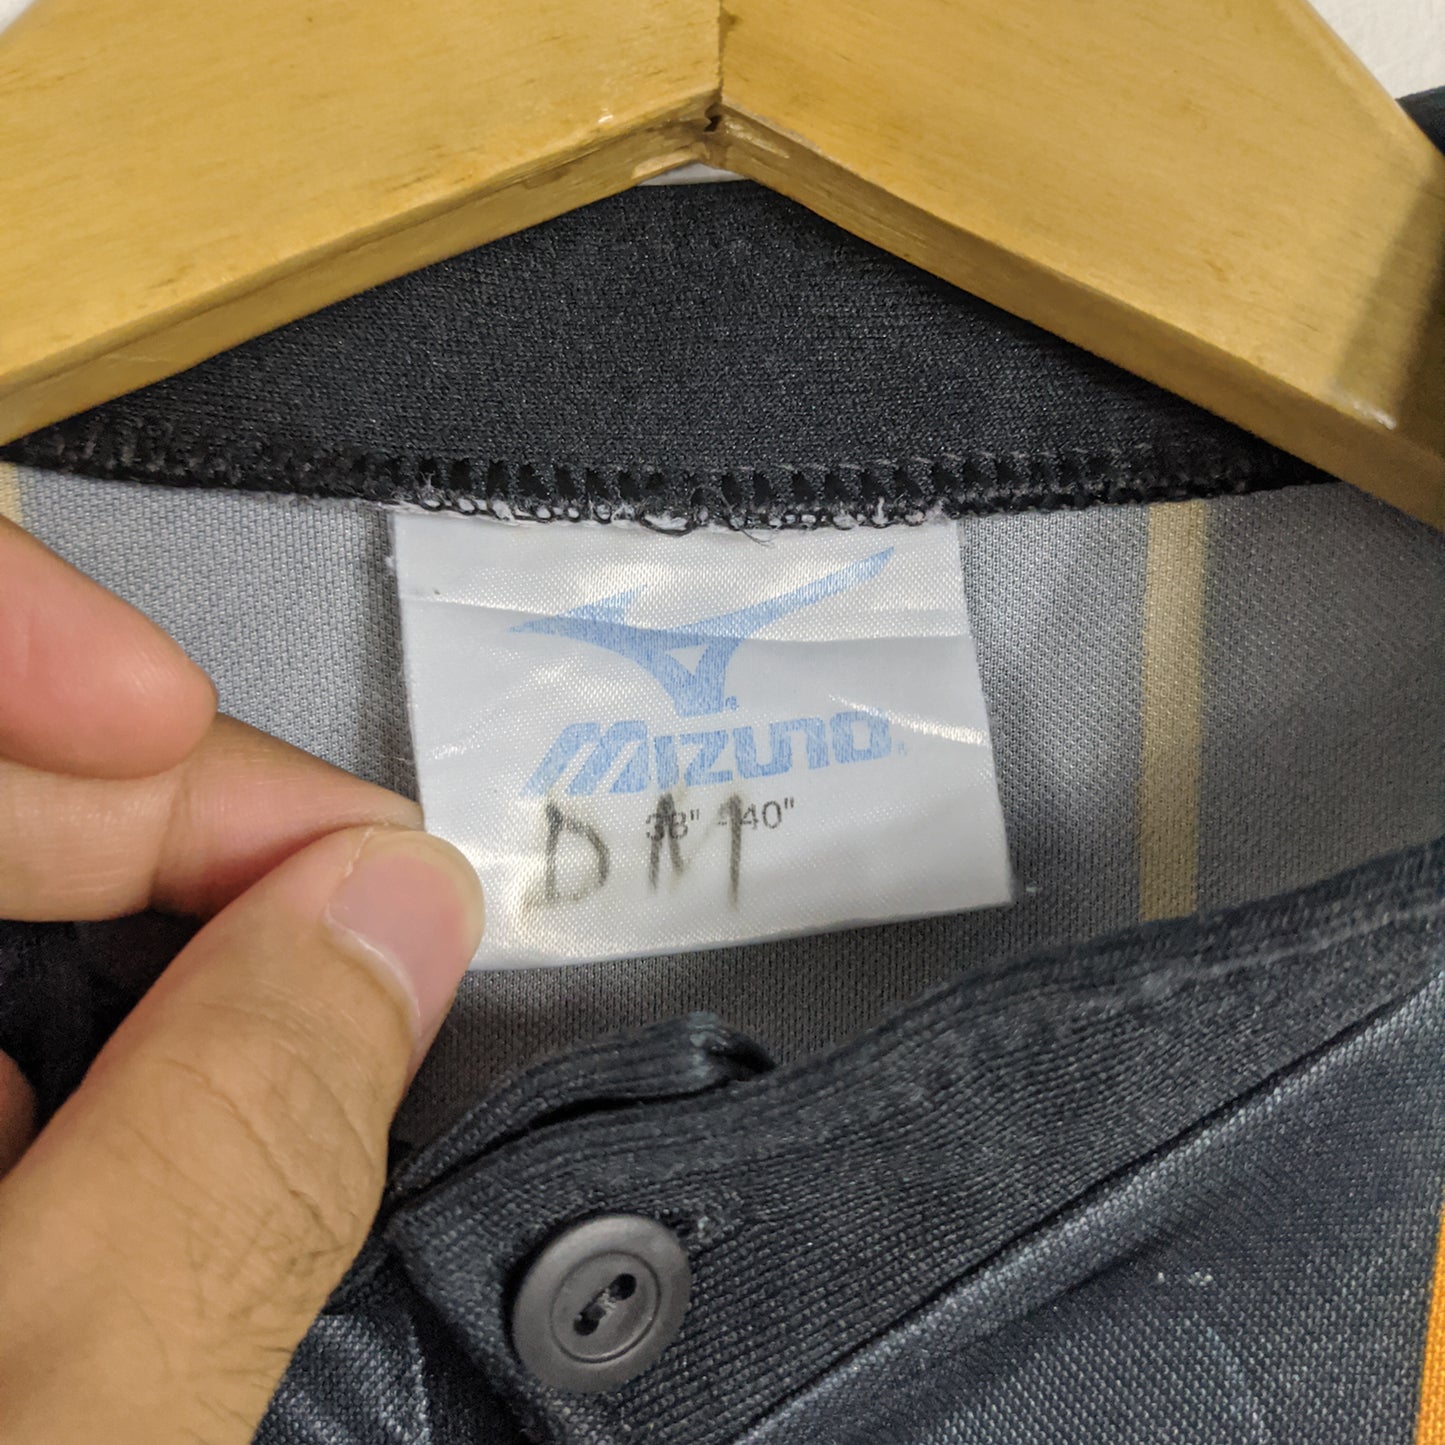 MIZUNO
38" - 40"
DM